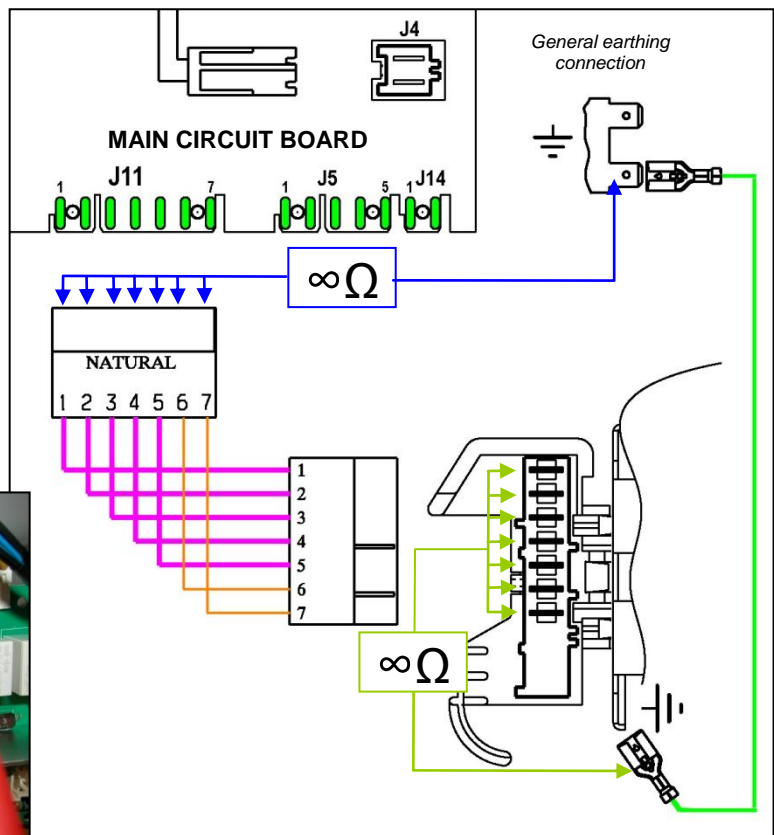 J4
General earthing
connection
MAIN CIRCUIT BOARD
J11
J5
J14
1
7
1
5
1
∞Ω
NATURAL
1 2 3 4 5 6 7
1
2
3
4
5
6
7
∞Ω